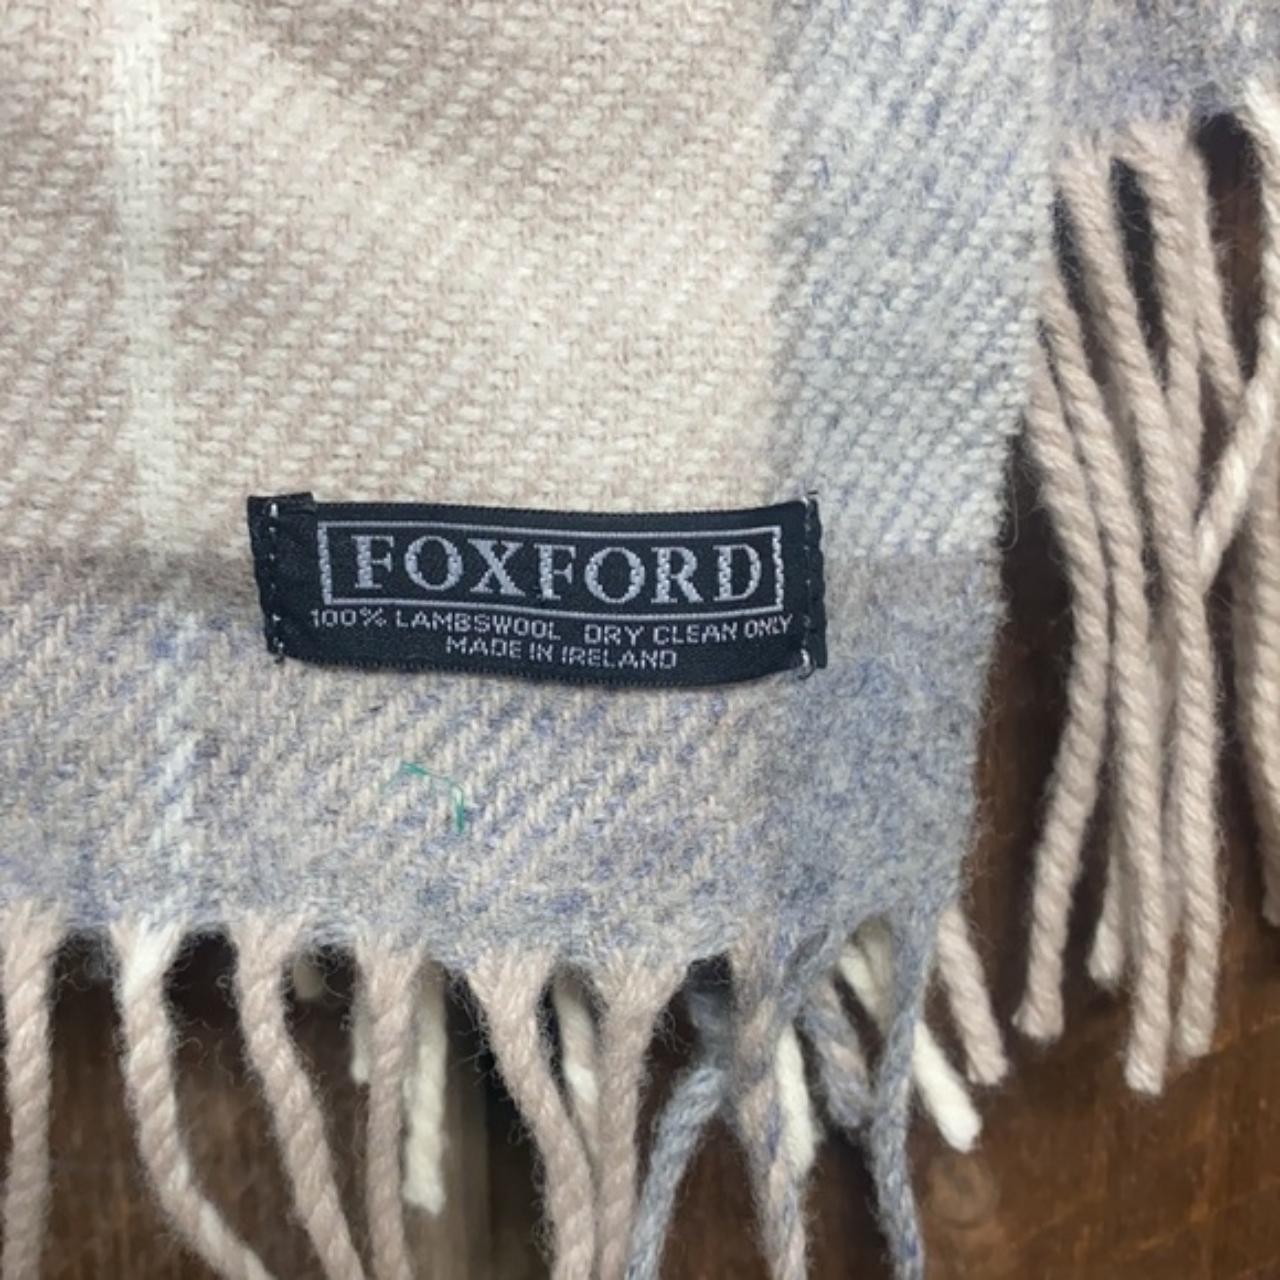 FOXFORD
100% LAMBSWOOL DRY CLEAN ONLY
MADE IN IRELAND